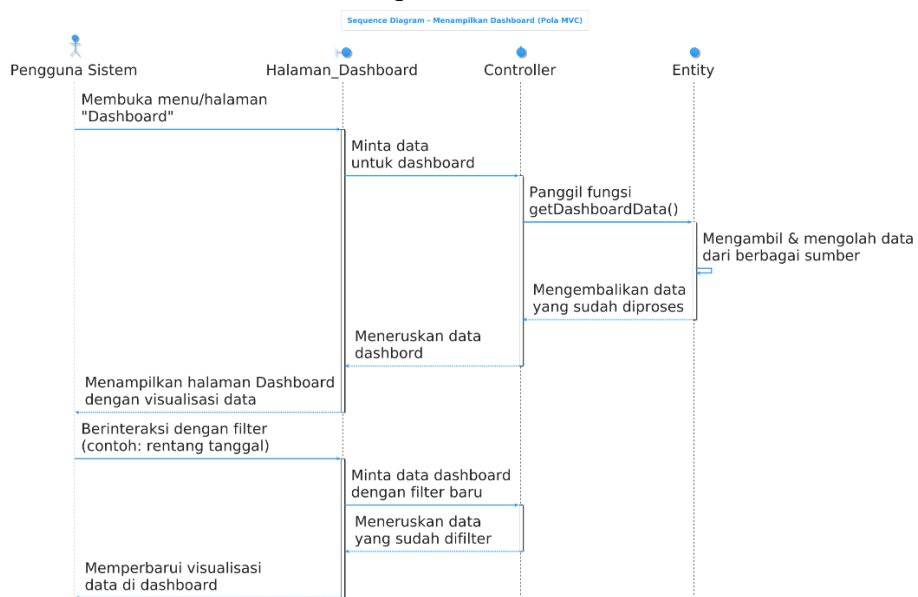 Sequence Diagram - Menampilkan Dashboard (Pola MVC)
Pengguna Sistem
Halaman_Dashboard
Controller
Entity
Membuka menu/halaman
"Dashboard"
Minta data
untuk dashboard
Panggil fungsi
getDashboardData()
Mengambil & mengolah data
dari berbagai sumber
Mengembalikan data
yang sudah diproses
Meneruskan data
dashbord
Menampilkan halaman Dashboard
dengan visualisasi data
Berinteraksi dengan filter
(contoh: rentang tanggal)
Minta data dashboard
dengan filter baru
Meneruskan data
yang sudah difilter
Memperbarui visualisasi
data di dashboard